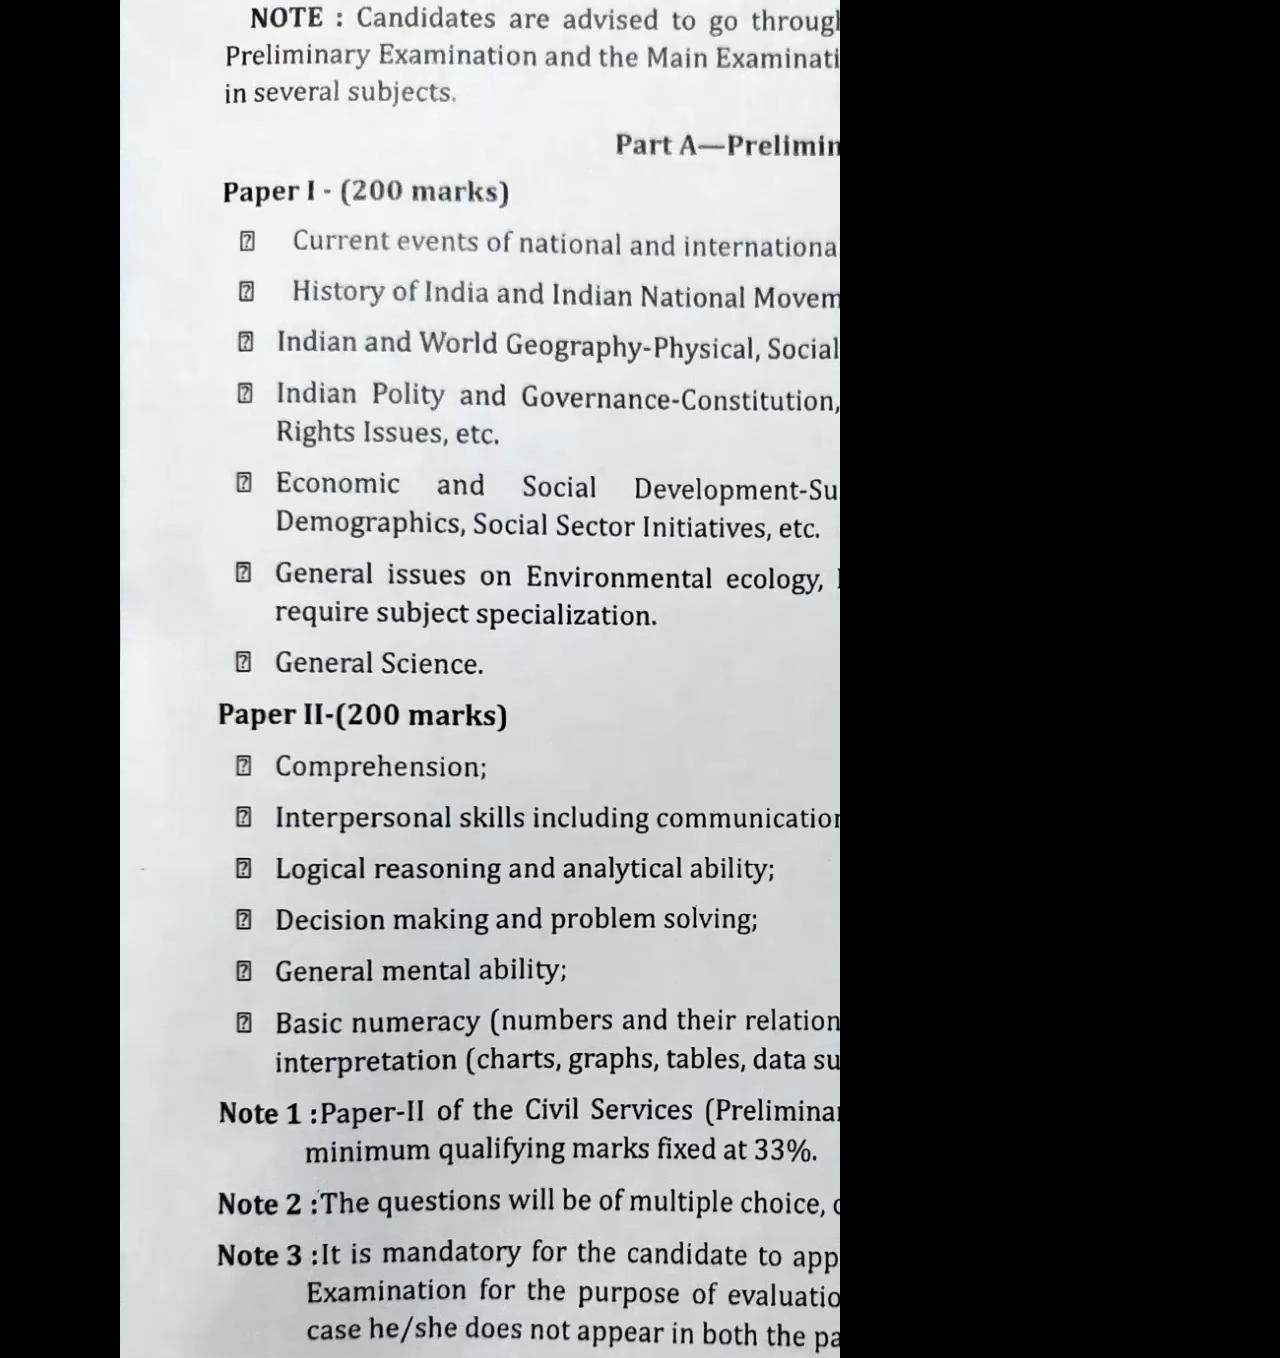 NOTE : Candidates are advised to go through
Preliminary Examination and the Main Examinati
in several subjects.
Part A—Prelimin
Paper I - (200 marks)
⍰ Current events of national and internationa
⍰ History of India and Indian National Movem
⍰ Indian and World Geography-Physical, Social
⍰ Indian Polity and Governance-Constitution,
Rights Issues, etc.
⍰ Economic and Social Development-Su
Demographics, Social Sector Initiatives, etc.
⍰ General issues on Environmental ecology,
require subject specialization.
⍰ General Science.
Paper II-(200 marks)
⍰ Comprehension;
⍰ Interpersonal skills including communication
⍰ Logical reasoning and analytical ability;
⍰ Decision making and problem solving;
⍰ General mental ability;
⍰ Basic numeracy (numbers and their relation
interpretation (charts, graphs, tables, data su
Note 1 :Paper-II of the Civil Services (Prelimina
minimum qualifying marks fixed at 33%.
Note 2 :The questions will be of multiple choice,
Note 3 :It is mandatory for the candidate to app
Examination for the purpose of evaluatio
case he/she does not appear in both the pa